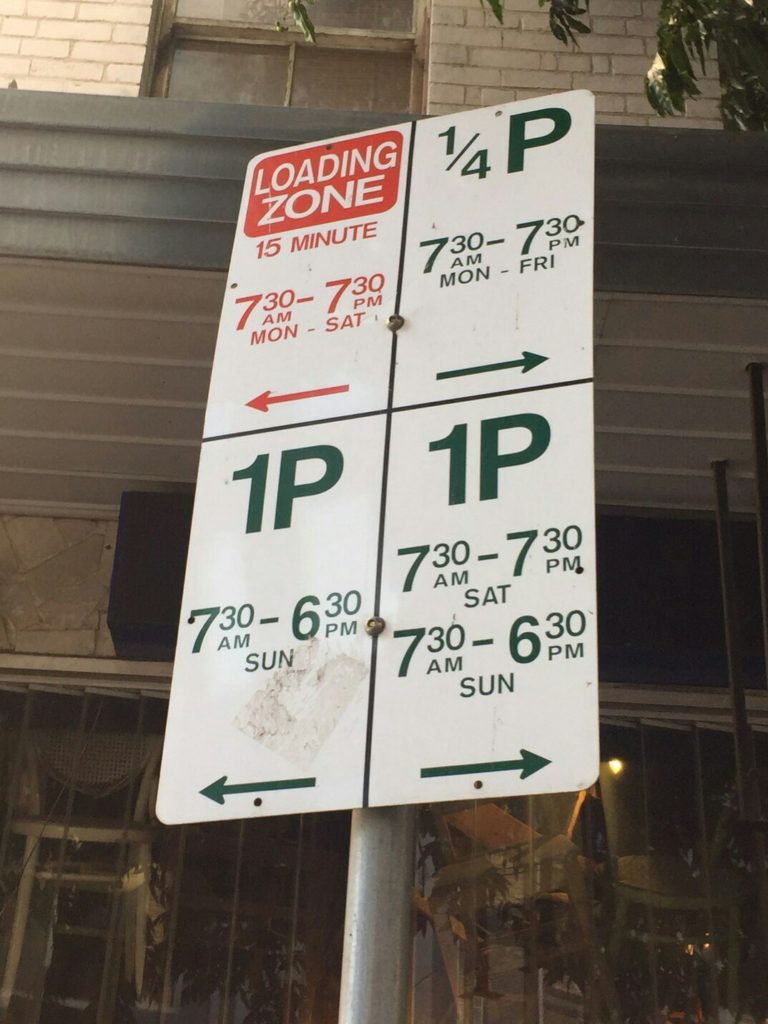 LOADING
ZONE
15 MINUTE
7 30 AM – 7 30 PM
MON - SAT
1/4 P
7 30 AM – 7 30 PM
MON - FRI
1P
7 30 AM – 6 30 PM
SUN
1P
7 30 AM – 7 30 PM
SAT
7 30 AM – 6 30 PM
SUN